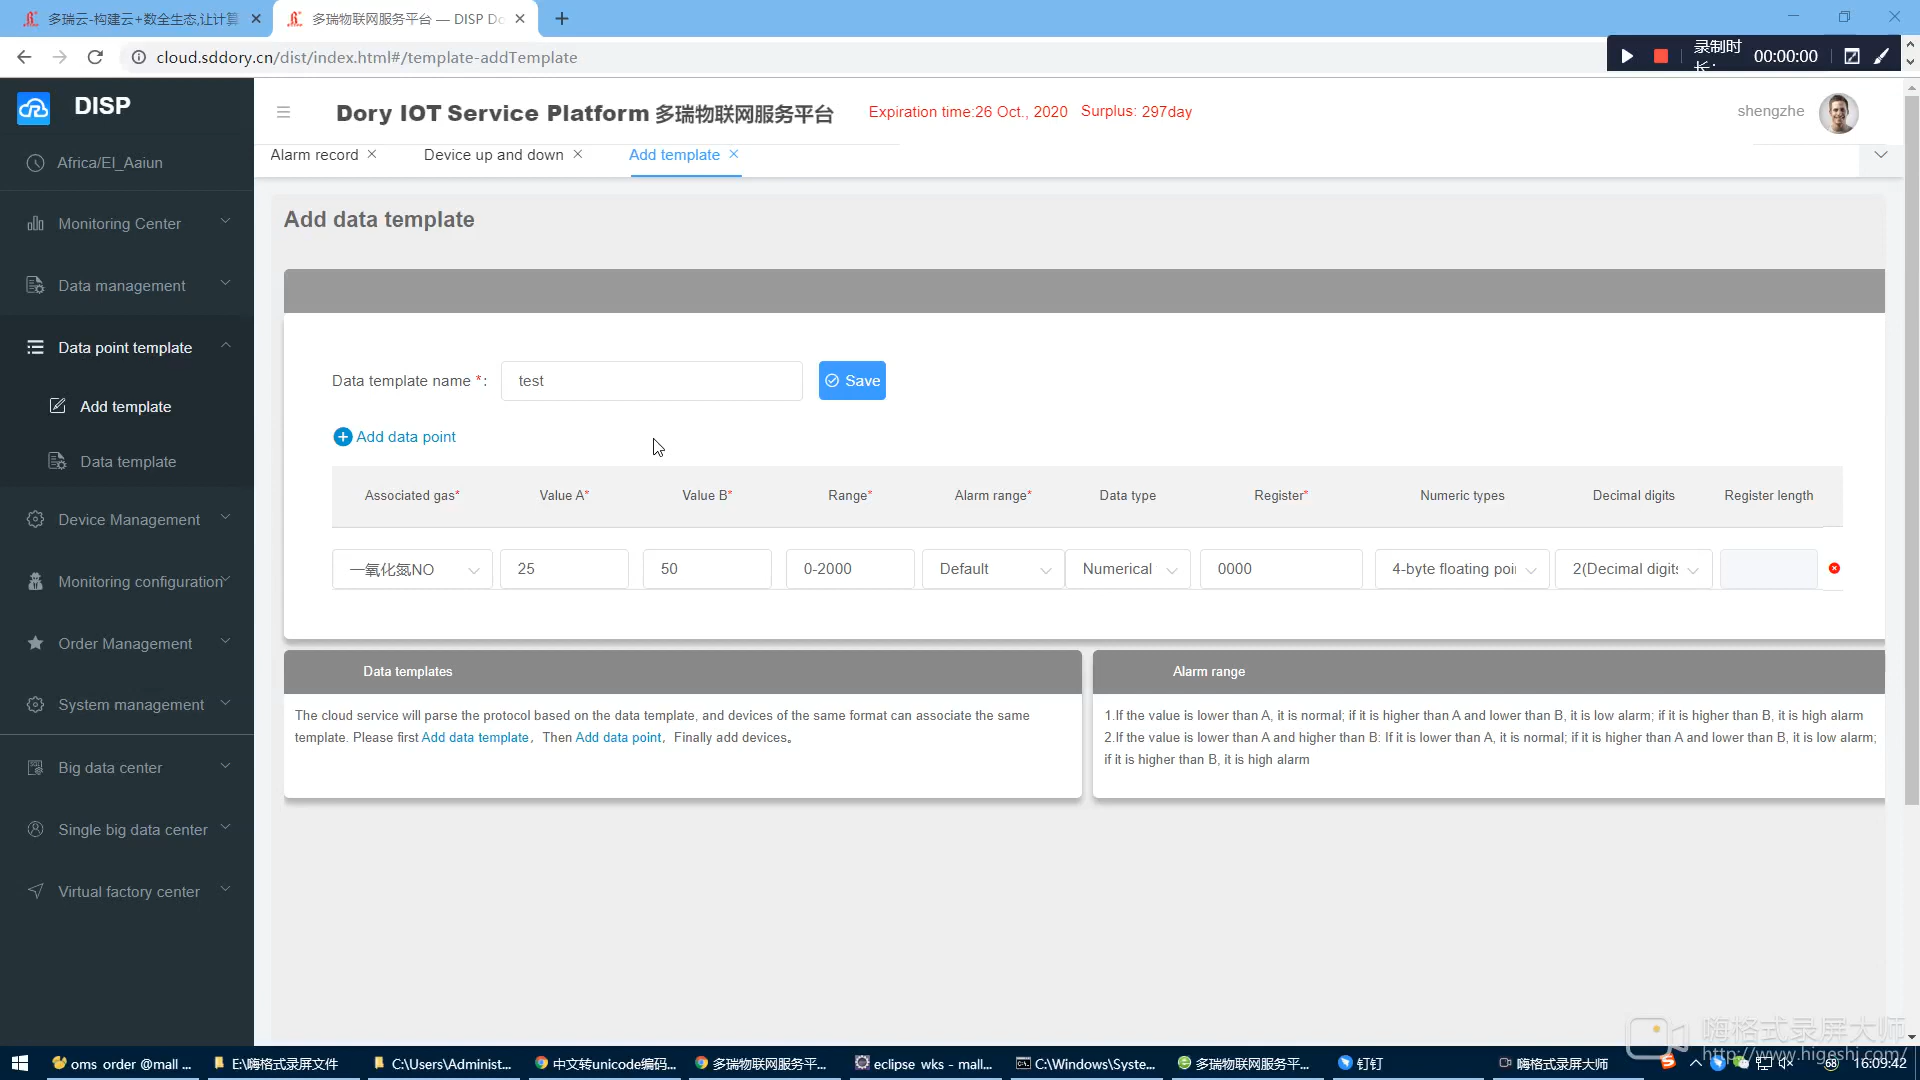 多瑞云-构建云+数全生态,让计算
多瑞物联网服务平台 — DISP Do
cloud.sddory.cn/dist/index.html#/template-addTemplate
录制时长:
00:00:00
DISP
Dory IOT Service Platform 多瑞物联网服务平台
Expiration time:26 Oct., 2020 Surplus: 297day
shengzhe
Africa/El_Aaiun
Alarm record
Device up and down
Add template
Monitoring Center
Data management
Data point template
Add template
Data template
Device Management
Monitoring configuration
Order Management
System management
Big data center
Single big data center
Virtual factory center
Add data template
Data template name *:
test
Save
Add data point
Associated gas* Value A* Value B* Range* Alarm range* Data type Register* Numeric types Decimal digits Register length
一氧化氮NO 25 50 0-2000 Default Numerical 0000 4-byte floating poi 2(Decimal digits
Data templates
The cloud service will parse the protocol based on the data template, and devices of the same format can associate the same
template. Please first Add data template，Then Add data point，Finally add devices。
Alarm range
1.If the value is lower than A, it is normal; if it is higher than A and lower than B, it is low alarm; if it is higher than B, it is high alarm
2.If the value is lower than A and higher than B: If it is lower than A, it is normal; if it is higher than A and lower than B, it is low alarm;
if it is higher than B, it is high alarm
嗨格式录屏大师
http://www.higeshi.com/
oms order @mall ...
E:\嗨格式录屏文件
C:\Users\Administ...
中文转unicode编码...
多瑞物联网服务平...
eclipse wks - mall...
C:\Windows\Syste...
多瑞物联网服务平...
钉钉
嗨格式录屏大师
68
16:09:42